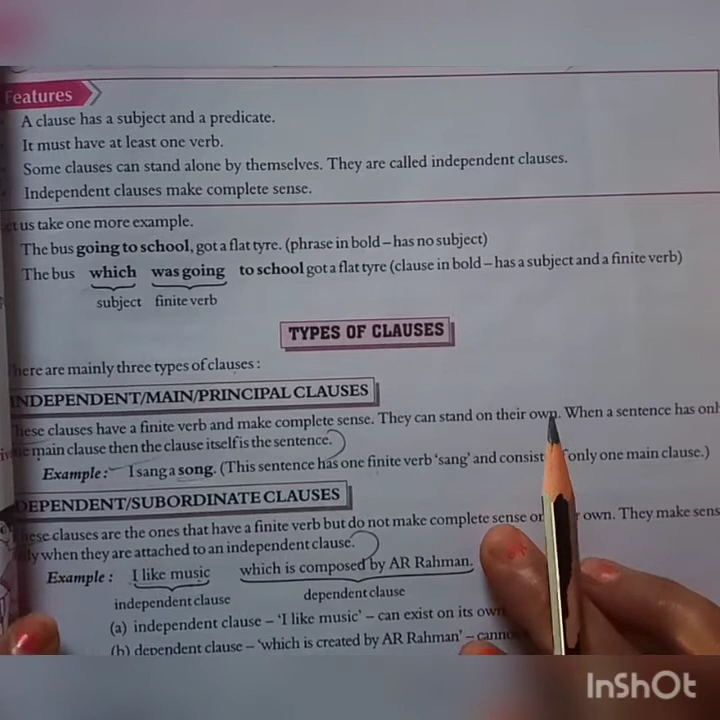 Features
A clause has a subject and a predicate.
It must have at least one verb.
Some clauses can stand alone by themselves. They are called independent clauses.
Independent clauses make complete sense.
us take one more example.
The bus going to school, got a flat tyre. (phrase in bold – has no subject)
The bus which was going to school got a flat tyre (clause in bold – has a subject and a finite verb)
subject finite verb
TYPES OF CLAUSES
here are mainly three types of clauses :
INDEPENDENT/MAIN/PRINCIPAL CLAUSES
hese clauses have a finite verb and make complete sense. They can stand on their own. When a sentence has onl
main clause then the clause itself is the sentence.
Example : I sang a song. (This sentence has one finite verb 'sang' and consist of only one main clause.)
DEPENDENT/SUBORDINATE CLAUSES
hese clauses are the ones that have a finite verb but do not make complete sense on r own. They make sens
ly when they are attached to an independent clause.
Example : I like music which is composed by AR Rahman.
independent clause dependent clause
(a) independent clause – 'I like music' – can exist on its own
(b) dependent clause – 'which is created by AR Rahman' – canno
InShOt